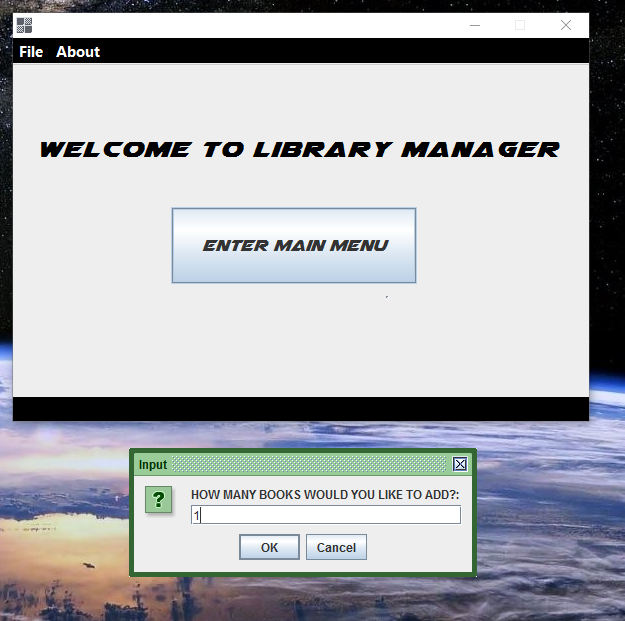 File About
WELCOME TO LIBRARY MANAGER
ENTER MAIN MENU
Input
?
HOW MANY BOOKS WOULD YOU LIKE TO ADD?:
1
OK Cancel